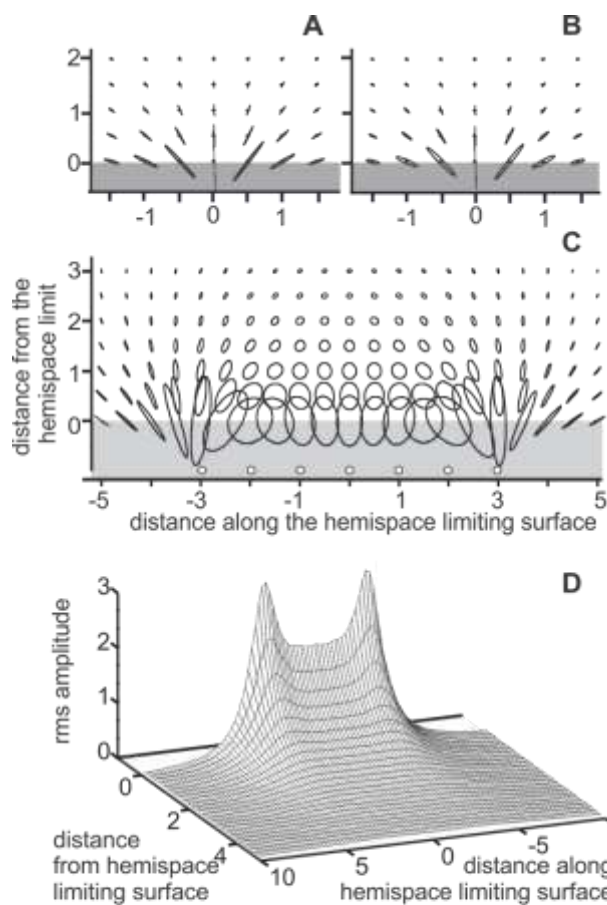 A
B
2
1
0
-1
0
1
-1
0
1
C
distance from the
hemispace limit
3
2
1
0
-5
-3
-1
1
3
5
distance along the hemispace limiting surface
D
rms amplitude
3
2
1
0
0
2
4
distance
from hemispace
limiting surface
10
5
0
-5
distance along
hemispace limiting surface